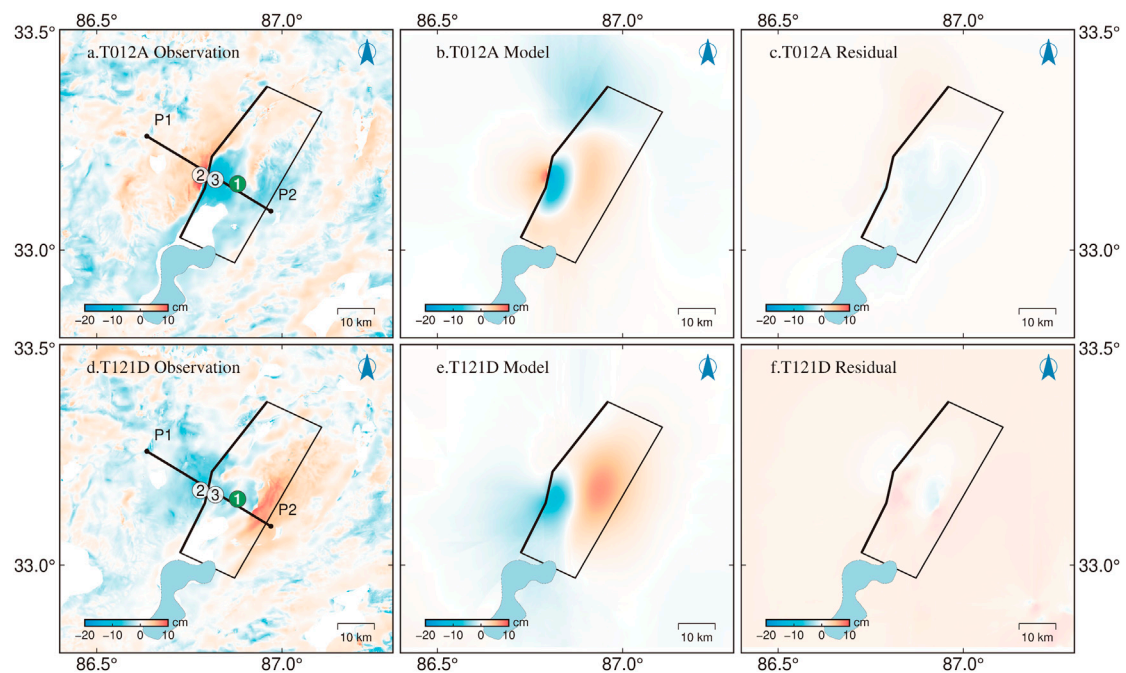 86.5° 87.0° 86.5° 87.0° 86.5° 87.0°
33.5° a.T012A Observation b.T012A Model c.T012A Residual 33.5°
P1
2 3 1
P2
33.0° 33.0°
−20 −10 0 10 cm 10 km −20 −10 0 10 cm 10 km −20 −10 0 10 cm 10 km
33.5° d.T121D Observation e.T121D Model f.T121D Residual 33.5°
P1
2 3 1
P2
33.0° 33.0°
−20 −10 0 10 cm 10 km −20 −10 0 10 cm 10 km −20 −10 0 10 cm 10 km
86.5° 87.0° 86.5° 87.0° 86.5° 87.0°